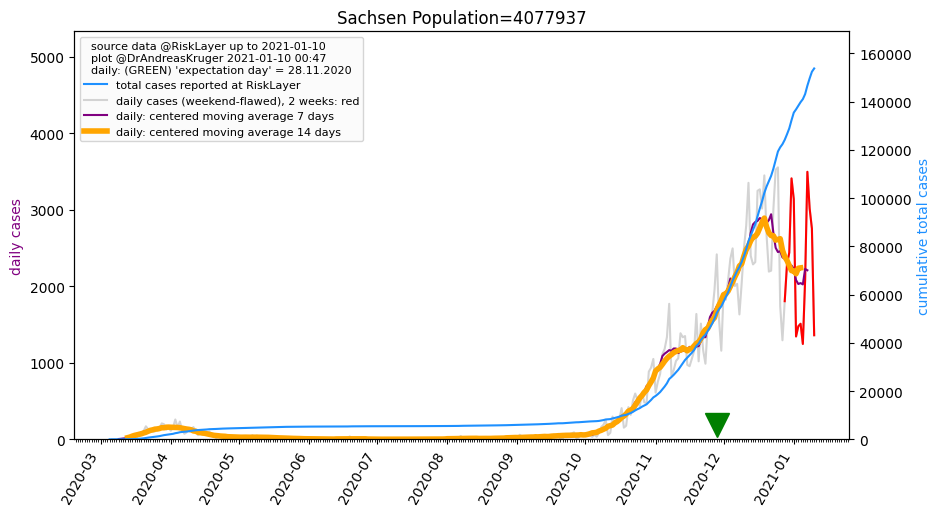 Sachsen Population=4077937
source data @RiskLayer up to 2021-01-10
plot @DrAndreasKruger 2021-01-10 00:47
daily: (GREEN) 'expectation day' = 28.11.2020
total cases reported at RiskLayer
daily cases (weekend-flawed), 2 weeks: red
daily: centered moving average 7 days
daily: centered moving average 14 days
daily cases
5000
4000
3000
2000
1000
0
160000
140000
120000
100000
80000
60000
40000
20000
0
cumulative total cases
2020-03
2020-04
2020-05
2020-06
2020-07
2020-08
2020-09
2020-10
2020-11
2020-12
2021-01